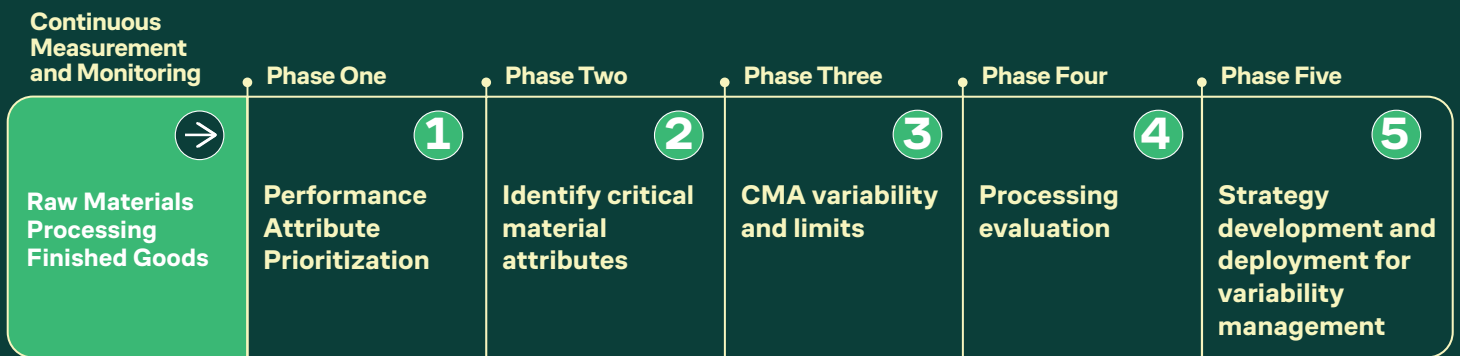 Continuous
Measurement
and Monitoring
Raw Materials
Processing
Finished Goods
Phase One
1
Performance
Attribute
Prioritization
Phase Two
2
Identify critical
material
attributes
Phase Three
3
CMA variability
and limits
Phase Four
4
Processing
evaluation
Phase Five
5
Strategy
development and
deployment for
variability
management